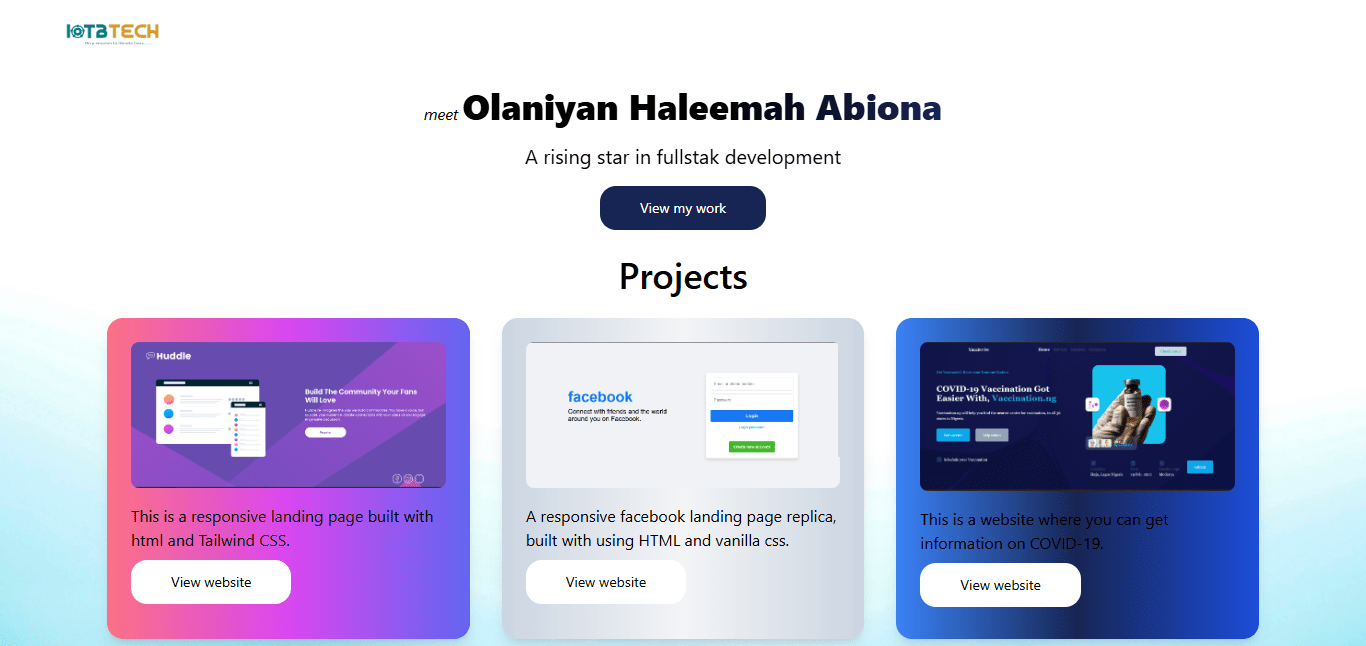 IOTBTECH
meet Olaniyan Haleemah Abiona
A rising star in fullstak development
View my work
Projects
Huddle
Build The Community Your Fans
Will Love
This is a responsive landing page built with
html and Tailwind CSS.
View website
facebook
Connect with friends and the world
around you on Facebook.
Password
Login
A responsive facebook landing page replica,
built with using HTML and vanilla css.
View website
Home
COVID-19 Vaccination Got
Easier With, Vaccination.ng
This is a website where you can get
information on COVID-19.
View website